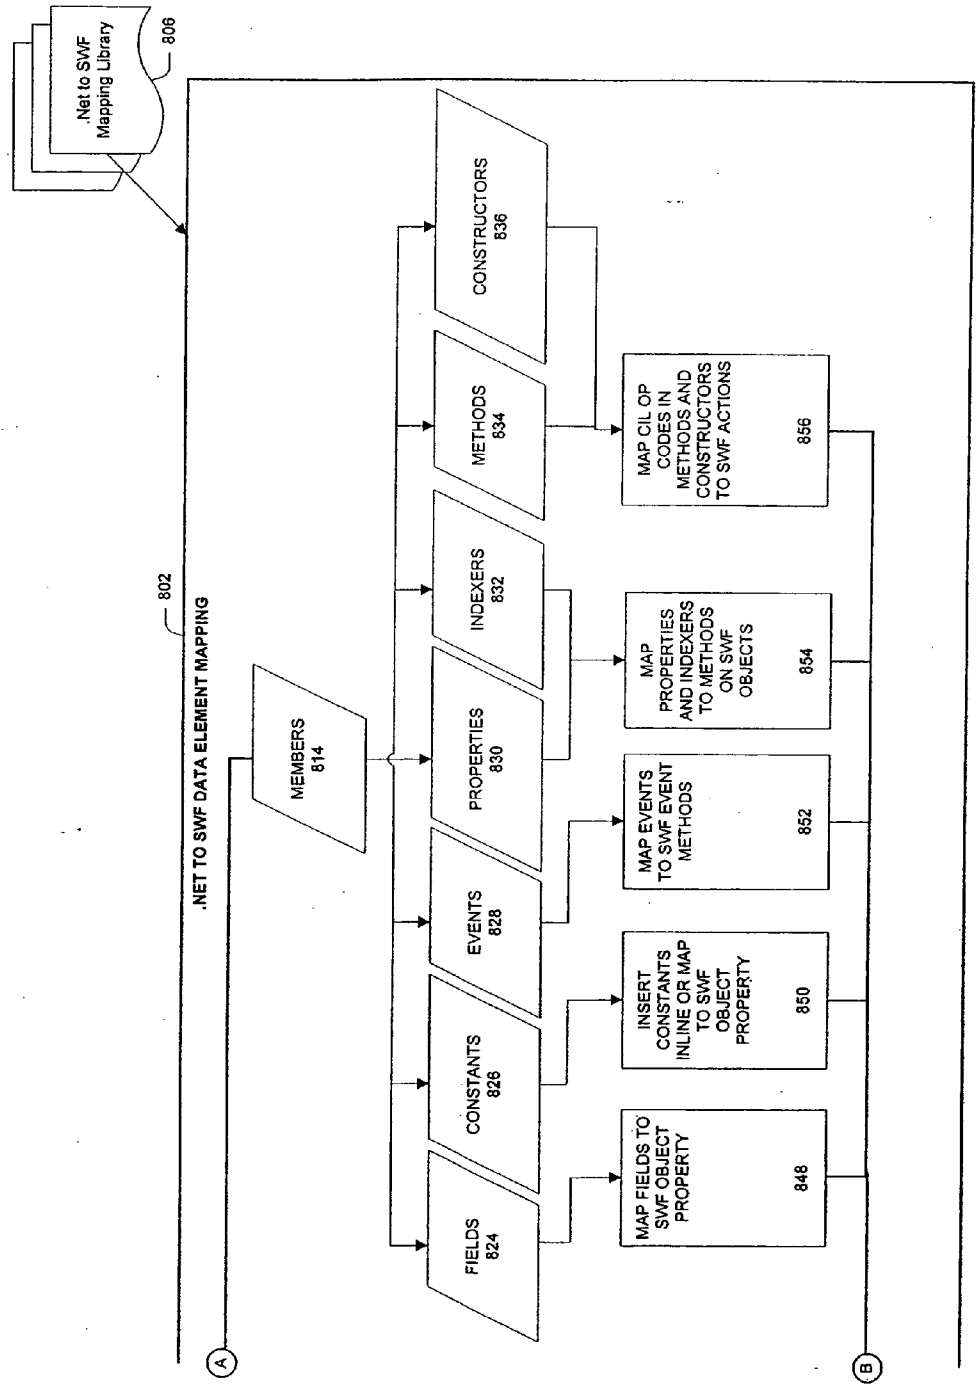 .Net to SWF
Mapping Library
806
802
.NET TO SWF DATA ELEMENT MAPPING
A
MEMBERS
814
FIELDS
824
CONSTANTS
826
EVENTS
828
PROPERTIES
830
INDEXERS
832
METHODS
834
CONSTRUCTORS
836
MAP FIELDS TO
SWF OBJECT
PROPERTY
848
INSERT
CONSTANTS
INLINE OR MAP
TO SWF
OBJECT
PROPERTY
850
MAP EVENTS
TO SWF EVENT
METHODS
852
MAP
PROPERTIES
AND INDEXERS
TO METHODS
ON SWF
OBJECTS
854
MAP CIL OP
CODES IN
METHODS AND
CONSTRUCTORS
TO SWF ACTIONS
856
B